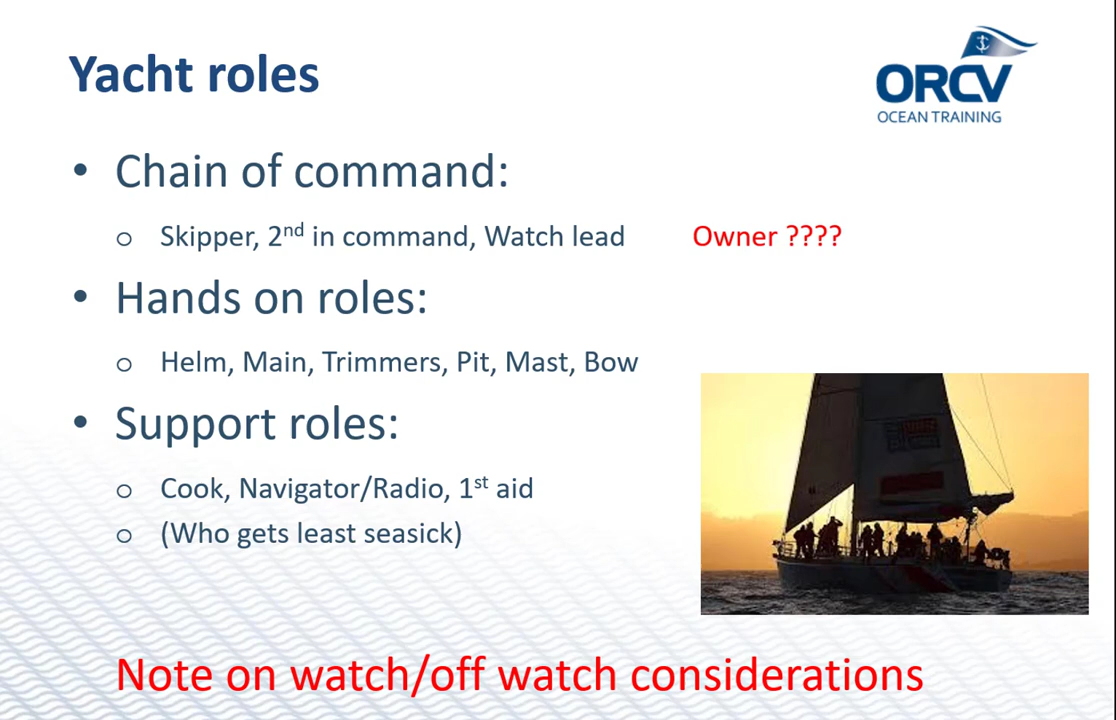 Yacht roles
ORCV
OCEAN TRAINING
• Chain of command:
o Skipper, 2nd in command, Watch lead Owner ????
• Hands on roles:
o Helm, Main, Trimmers, Pit, Mast, Bow
• Support roles:
o Cook, Navigator/Radio, 1st aid
o (Who gets least seasick)
Note on watch/off watch considerations